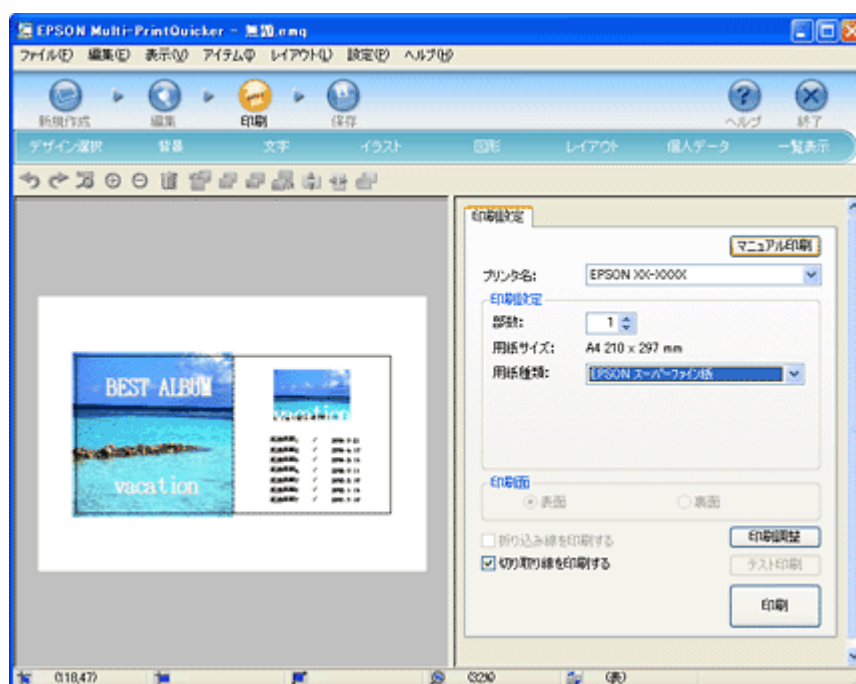 EPSON Multi-PrintQuicker - 無題.emq
ファイル(F) 編集(E) 表示(V) アイテム(I) レイアウト(L) 設定(P) ヘルプ(H)
新規作成 編集 印刷 保存 ヘルプ 終了
デザイン選択 背景 文字 イラスト 図形 レイアウト 個人データ 一覧表示
印刷設定
マニュアル印刷
プリンタ名: EPSON XX-XXXX
印刷設定
部数: 1
用紙サイズ: A4 210 x 297 mm
用紙種類: EPSON スーパーファイン紙
BEST ALBUM
vacation
vacation
印刷面
表面 裏面
折り込み線を印刷する
印刷調整
切り取り線を印刷する
テスト印刷
印刷
(118,47) (32%) (表)